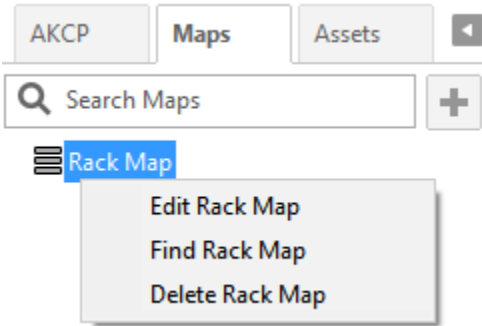 AKCP Maps Assets
Search Maps
Rack Map
Edit Rack Map
Find Rack Map
Delete Rack Map